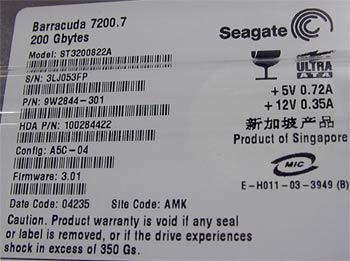 Barracuda 7200.7
200 Gbytes
Model: ST3200822A
S/N: 3LJ053FP
P/N: 9W2844-301
HDA P/N: 100284422
Config: A5C-04
Firmware: 3.01
Date Code: 04235 Site Code: AMK
Caution. Product warranty is void if any seal
or label is removed, or if the drive experiences
shock in excess of 350 Gs.
Seagate
ULTRA
ATA
+5V 0.72A
+12V 0.35A
新加坡产品
Product of Singapore
MIC
E-H011-03-3949 (B)